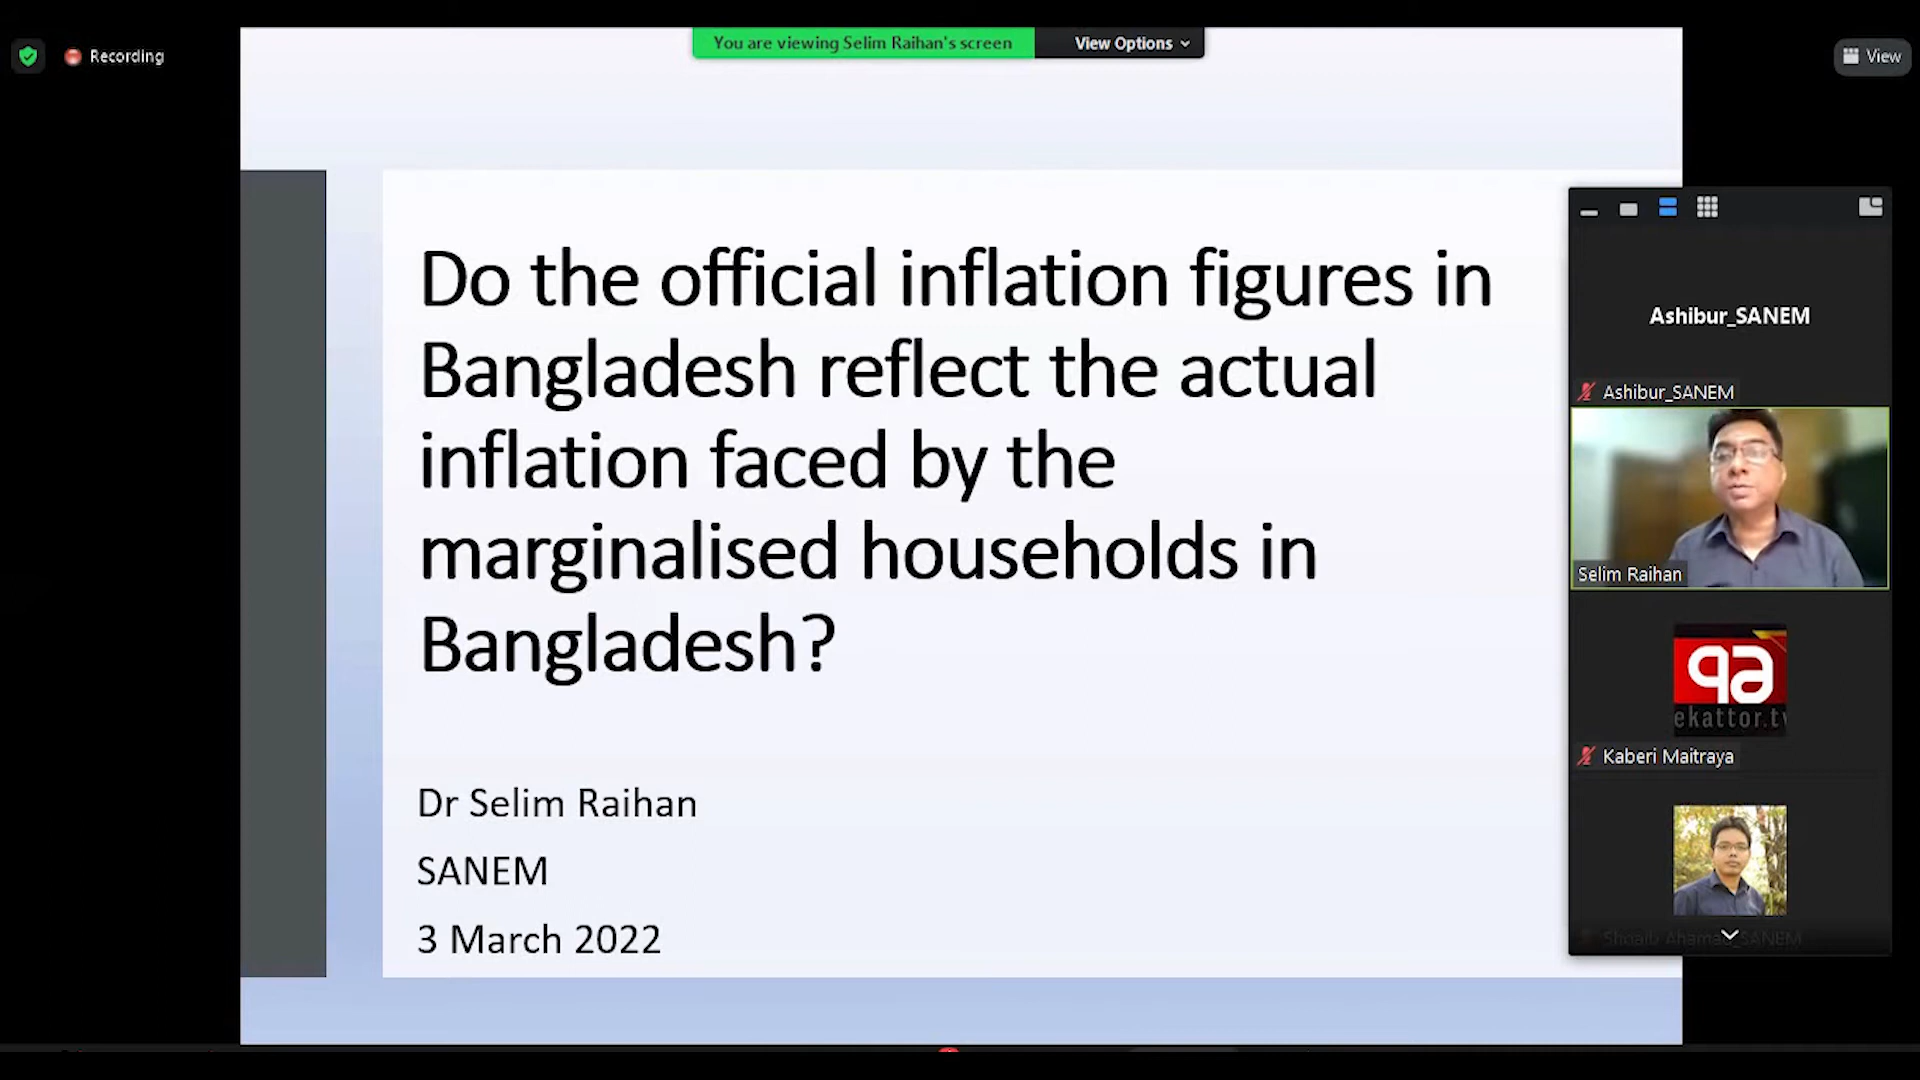 You are viewing Selim Raihan's screen
View Options
Recording
View
Do the official inflation figures in
Bangladesh reflect the actual
inflation faced by the
marginalised households in
Bangladesh?
Dr Selim Raihan
SANEM
3 March 2022
Ashibur_SANEM
Ashibur_SANEM
Selim Raihan
ekattor.tv
Kaberi Maitraya
Shoaib Ahamad_SANEM